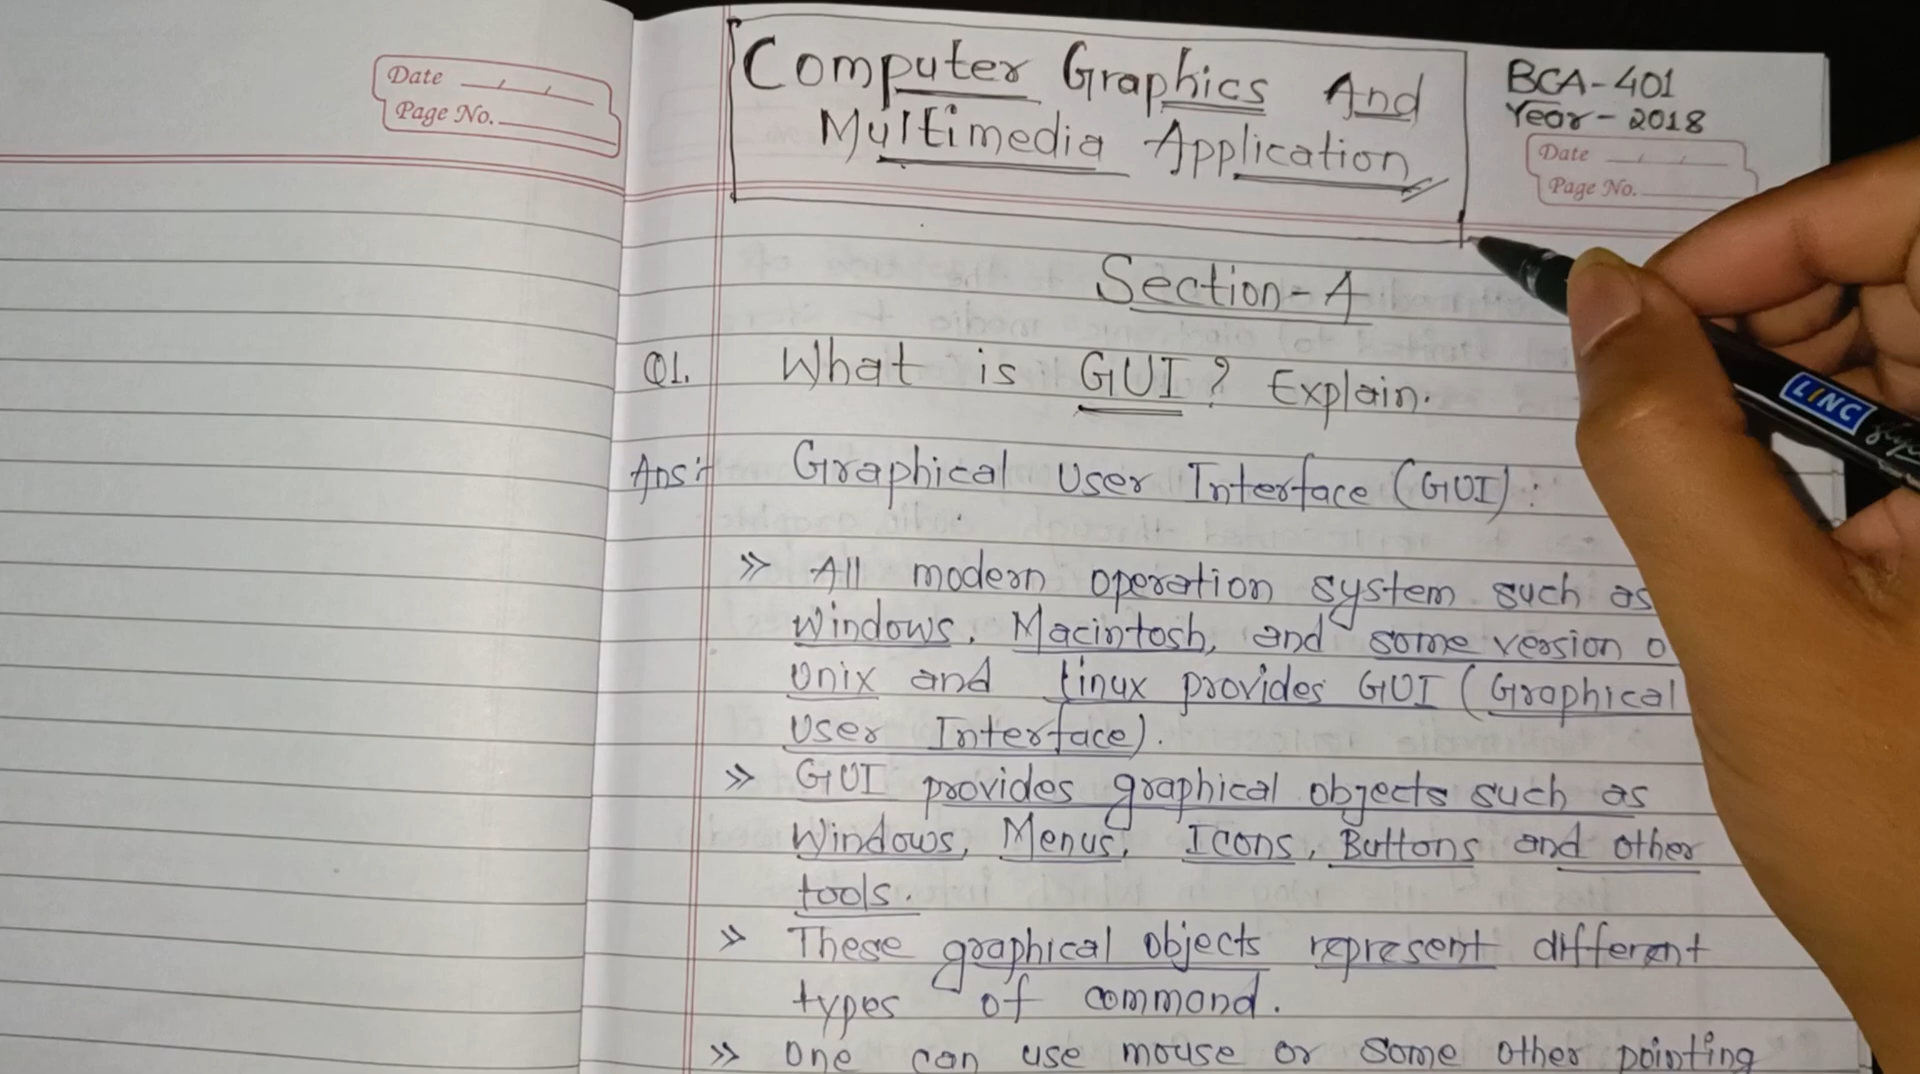 Date
Page No.
Computer Graphics And
Multimedia Application
BCA-401
Year-2018
Date
Page No.
Section-A
Q1. What is GUI? Explain.
Ans:- Graphical User Interface (GUI):
» All modern operation system such as
Windows, Macintosh, and some version o
Unix and Linux provides GUI (Graphical
User Interface).
» GUI provides graphical objects such as
Windows, Menus, Icons, Buttons and other
tools.
» These graphical objects represent different
types of command.
» One can use mouse or some other pointing
LINC